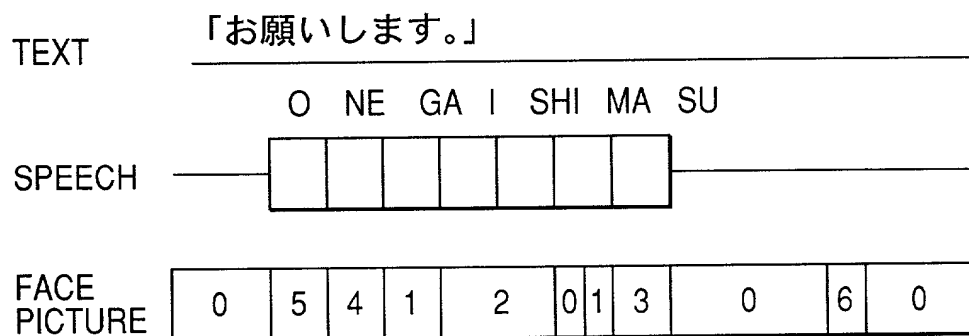 TEXT 「お願いします。」
O NE GA I SHI MA SU
SPEECH
FACE PICTURE 0 5 4 1 2 0 1 3 0 6 0